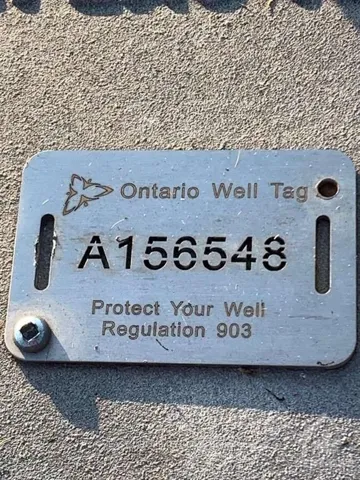 Ontario Well Tag
A156548
Protect Your Well
Regulation 903